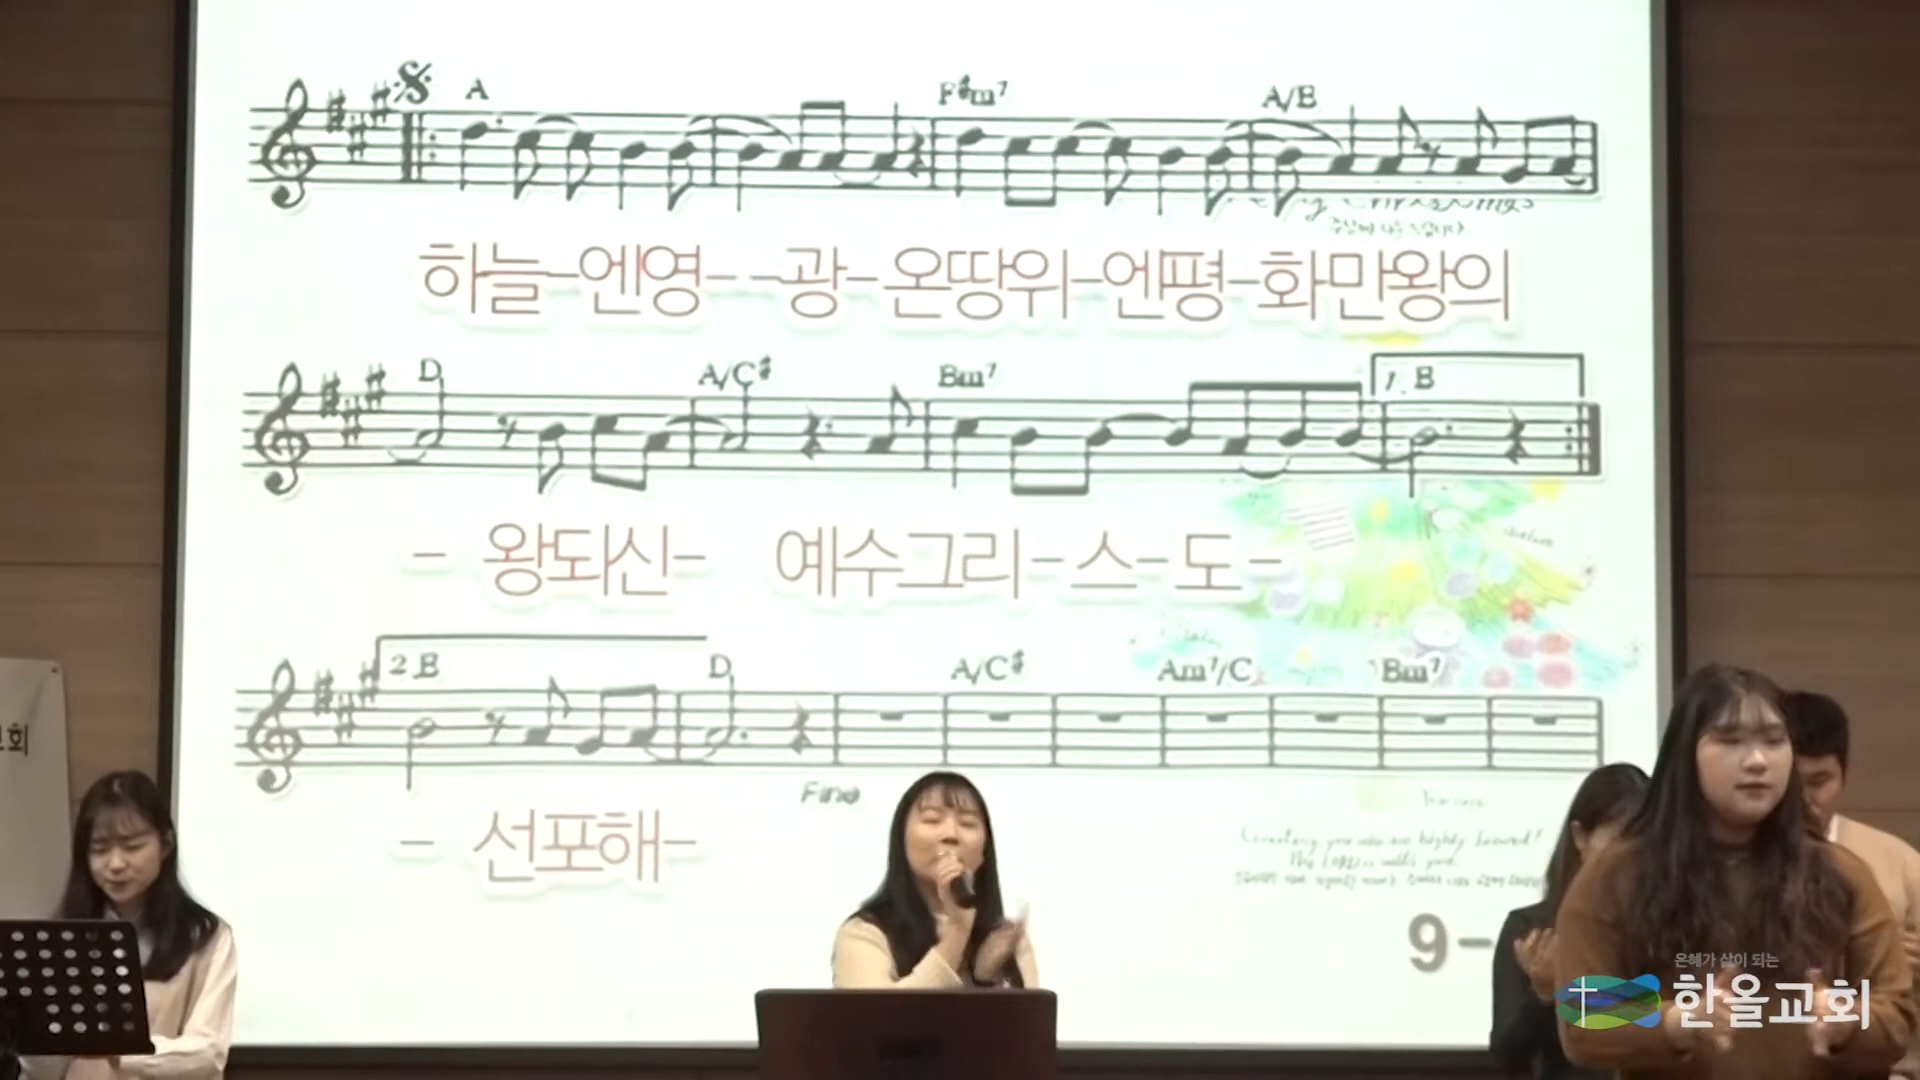 A F#m7 A/B
하늘-엔영- -광-온땅위-엔평-화만왕의
D A/C# Bm7 1. B
- 왕되신- 예수그리-스-도-
2 E D A/C# Am7/C Bm7
Fine
- 선포해-
9-
은혜가 삶이 되는
한올교회